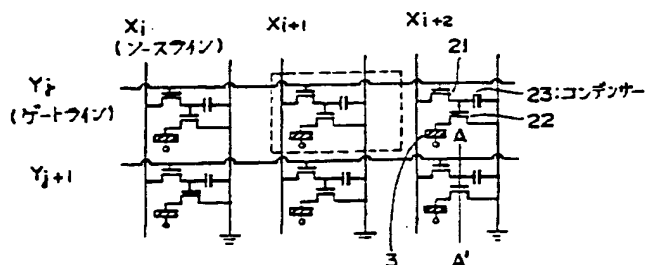 Xi
(ソースライン)
Xi+1
Xi+2
21
Yj
(ゲートライン)
23:コンデンサー
22
A
Yj+1
3
A'